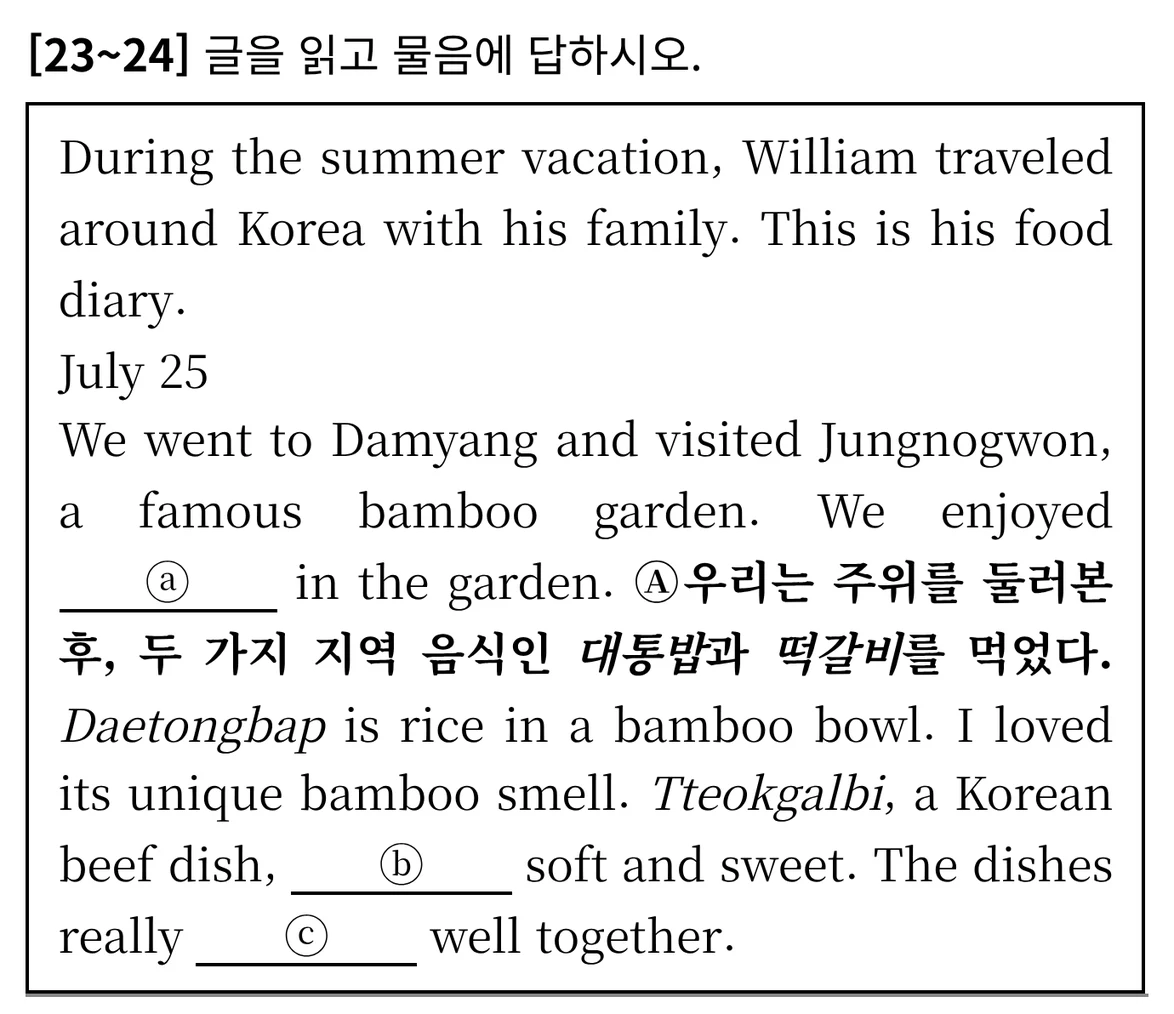 [23~24] 글을 읽고 물음에 답하시오.
During the summer vacation, William traveled
around Korea with his family. This is his food
diary.
July 25
We went to Damyang and visited Jungnogwon,
a famous bamboo garden. We enjoyed
ⓐ in the garden. Ⓐ우리는 주위를 둘러본
후, 두 가지 지역 음식인 대통밥과 떡갈비를 먹었다.
Daetongbap is rice in a bamboo bowl. I loved
its unique bamboo smell. Tteokgalbi, a Korean
beef dish, ⓑ soft and sweet. The dishes
really ⓒ well together.